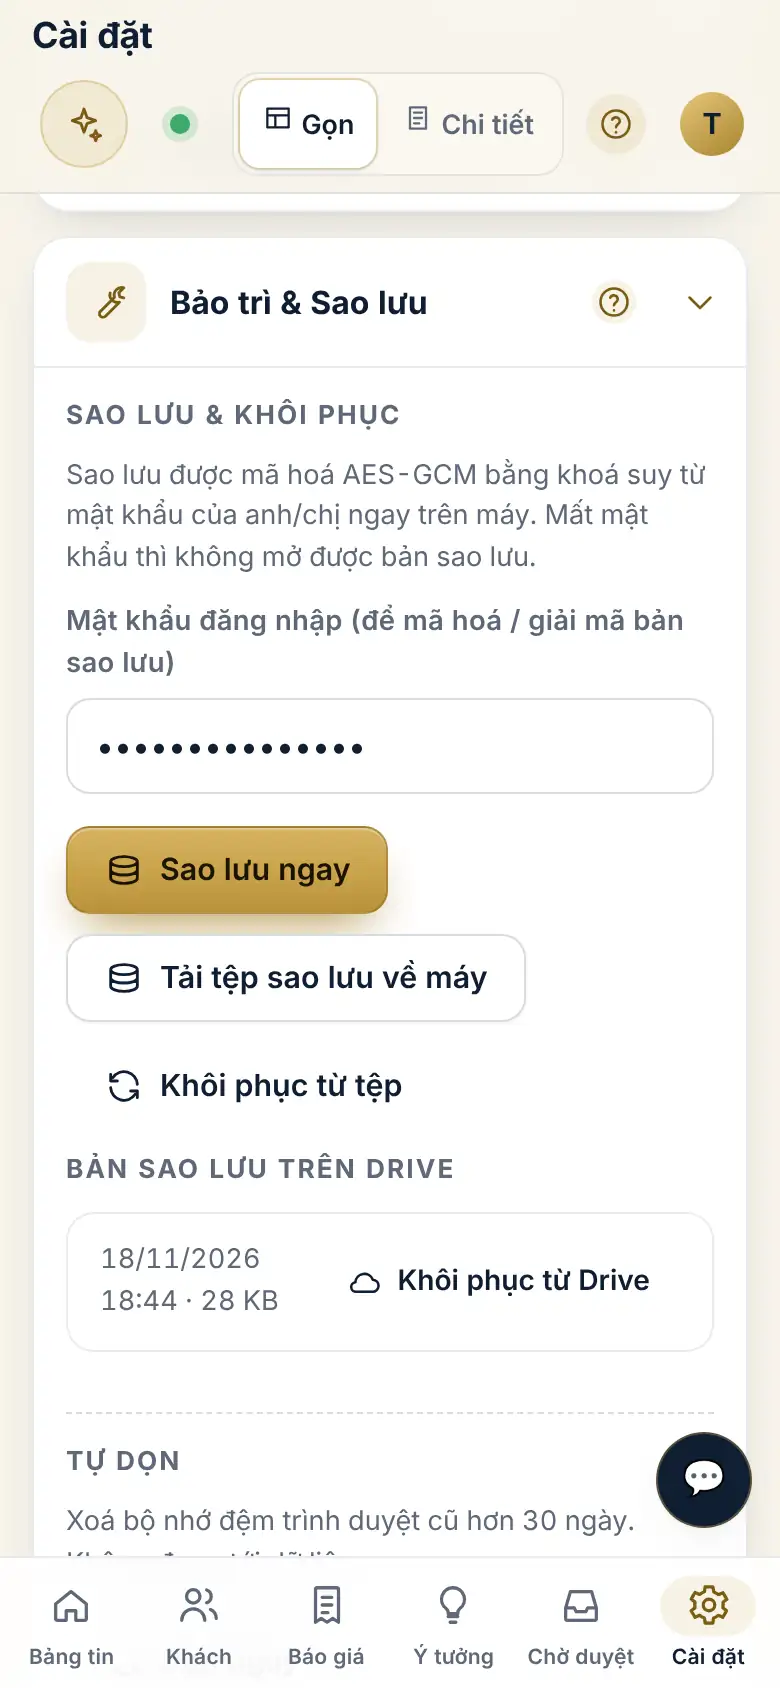 Cài đặt
Gọn
Chi tiết
T
Bảo trì & Sao lưu
SAO LƯU & KHÔI PHỤC
Sao lưu được mã hoá AES-GCM bằng khoá suy từ
mật khẩu của anh/chị ngay trên máy. Mất mật
khẩu thì không mở được bản sao lưu.
Mật khẩu đăng nhập (để mã hoá / giải mã bản
sao lưu)
•••••••••••••••
Sao lưu ngay
Tải tệp sao lưu về máy
Khôi phục từ tệp
BẢN SAO LƯU TRÊN DRIVE
18/11/2026
18:44 · 28 KB
Khôi phục từ Drive
TỰ DỌN
Xoá bộ nhớ đệm trình duyệt cũ hơn 30 ngày.
Bảng tin
Khách
Báo giá
Ý tưởng
Chờ duyệt
Cài đặt